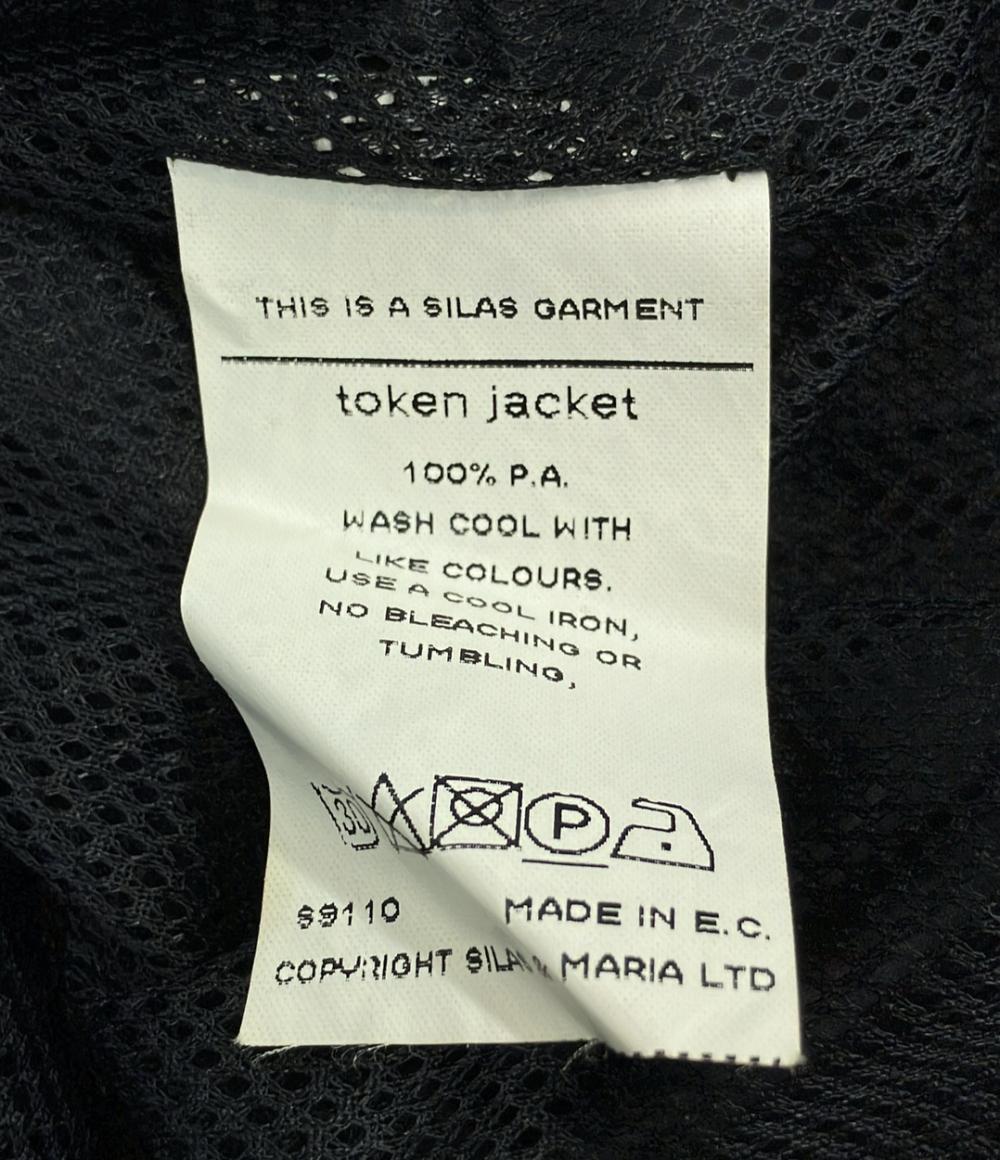 THIS IS A SILAS GARMENT
token jacket
100% P.A.
WASH COOL WITH
LIKE COLOURS.
USE A COOL IRON,
NO BLEACHING OR
TUMBLING,
30 P
S9110 MADE IN E.C.
COPYRIGHT SILAS & MARIA LTD